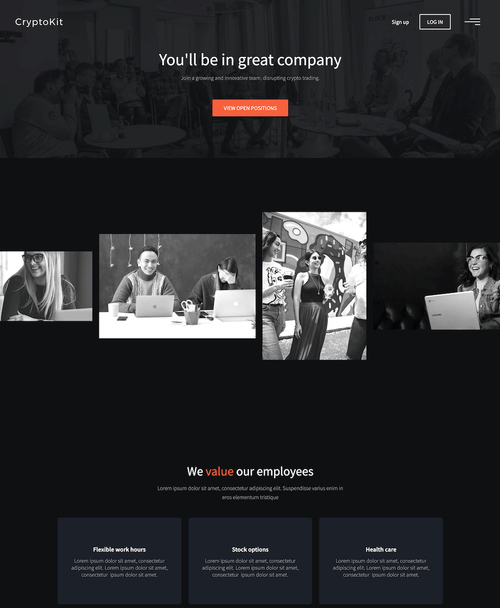 CryptoKit
Sign up
LOG IN
You'll be in great company
Join a growing and innovative team, disrupting crypto trading.
VIEW OPEN POSITIONS
We value our employees
Lorem ipsum dolor sit amet, consectetur adipiscing elit. Suspendisse varius enim in
eros elementum tristique
Flexible work hours
Lorem ipsum dolor sit amet, consectetur
adipiscing elit. Lorem ipsum dolor sit amet,
consectetur ipsum dolor sit amet.
Stock options
Lorem ipsum dolor sit amet, consectetur
adipiscing elit. Lorem ipsum dolor sit amet,
consectetur ipsum dolor sit amet.
Health care
Lorem ipsum dolor sit amet, consectetur
adipiscing elit. Lorem ipsum dolor sit amet,
consectetur ipsum dolor sit amet.